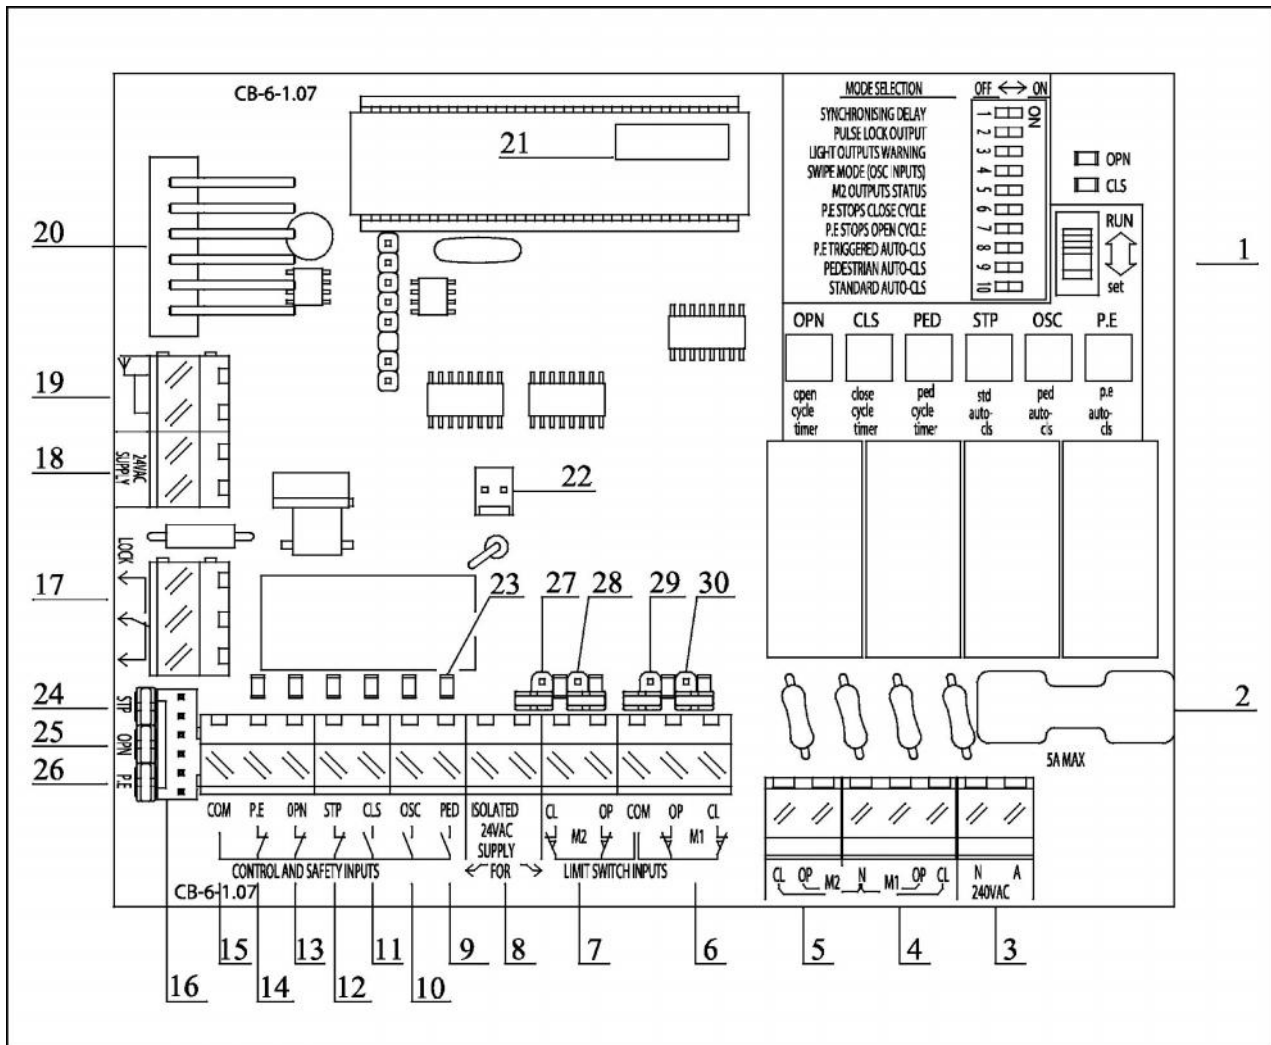 CB-6-1.07
MODE SELECTION OFF ON
SYNCHRONISING DELAY 1 ON
PULSE LOCK OUTPUT 2
LIGHT OUTPUTS WARNING 3
SWIPE MODE (OSC INPUTS) 4
M2 OUTPUTS STATUS 5
P.E STOPS CLOSE CYCLE 6
P.E STOPS OPEN CYCLE 7
P.E TRIGGERED AUTO-CLS 8
PEDESTRIAN AUTO-CLS 9
STANDARD AUTO-CLS 10
OPN
CLS
RUN
set
1
21
20
OPN CLS PED STP OSC P.E
open cycle timer
close cycle timer
ped cycle timer
std auto-cls
ped auto-cls
p.e auto-cls
19
18
24VAC SUPPLY
22
LOCK
17
23 27 28 29 30
24 STP
25 OPN
26 P.E
2
5A MAX
COM P.E OPN STP CLS OSC PED
ISOLATED 24VAC SUPPLY FOR
CL M2 OP COM OP M1 CL
CONTROL AND SAFETY INPUTS
LIMIT SWITCH INPUTS
CL OP M2 N M1 OP CL
N A
240VAC
CB-6-1.07
15 13 11 9 8 7 6 5 4 3
16 14 12 10